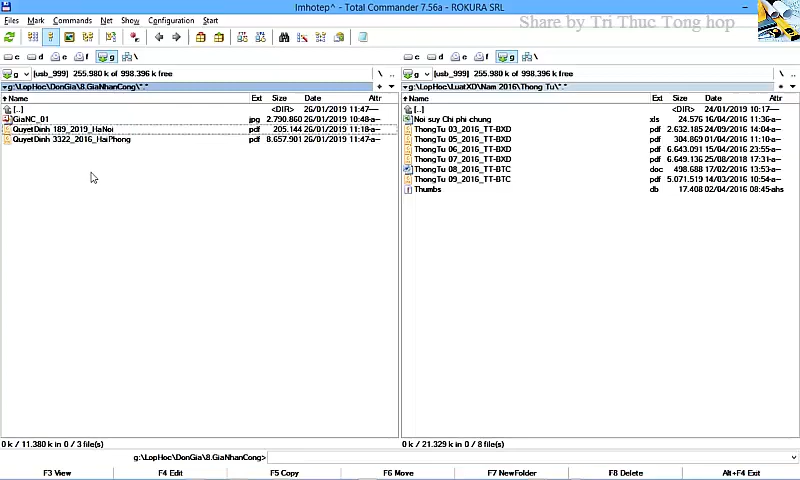 Imhotep^ - Total Commander 7.56a - ROKURA SRL
Share by Tri Thuc Tong hop
Files Mark Commands Net Show Configuration Start
c d e f g \
c d e f g \
g [usb_999] 255.980 k of 998.396 k free \ ..
g [usb_999] 255.980 k of 998.396 k free \ ..
g:\LopHoc\DonGia\8.GiaNhanCong\*.*
g:\LopHoc\LuatXD\Nam 2016\Thong Tu\*.*
Name Ext Size Date Attr
[..] <DIR> 26/01/2019 11:47----
GiaNC_01 jpg 2.790.860 26/01/2019 10:48-a--
QuyetDinh 189_2019_HaNoi pdf 205.144 26/01/2019 11:18-a--
QuyetDinh 3322_2016_HaiPhong pdf 8.657.901 26/01/2019 11:47-a--
Name Ext Size Date Attr
[..] <DIR> 24/01/2019 10:17----
Noi suy Chi phi chung xls 24.576 16/04/2016 11:36-a--
ThongTu 03_2016_TT-BXD pdf 2.632.185 24/09/2016 14:04-a--
ThongTu 05_2016_TT-BXD pdf 304.869 01/04/2016 11:10-a--
ThongTu 06_2016_TT-BXD pdf 6.643.091 15/04/2016 23:55-a--
ThongTu 07_2016_TT-BXD pdf 6.649.136 25/08/2018 17:31-a--
ThongTu 08_2016_TT-BTC doc 498.688 17/02/2016 13:53-a--
ThongTu 09_2016_TT-BTC pdf 5.071.519 14/03/2016 10:54-a--
Thumbs db 17.408 02/04/2016 08:45-ahs
0 k / 11.380 k in 0 / 3 file(s)
0 k / 21.329 k in 0 / 8 file(s)
g:\LopHoc\DonGia\8.GiaNhanCong>
F3 View F4 Edit F5 Copy F6 Move F7 NewFolder F8 Delete Alt+F4 Exit